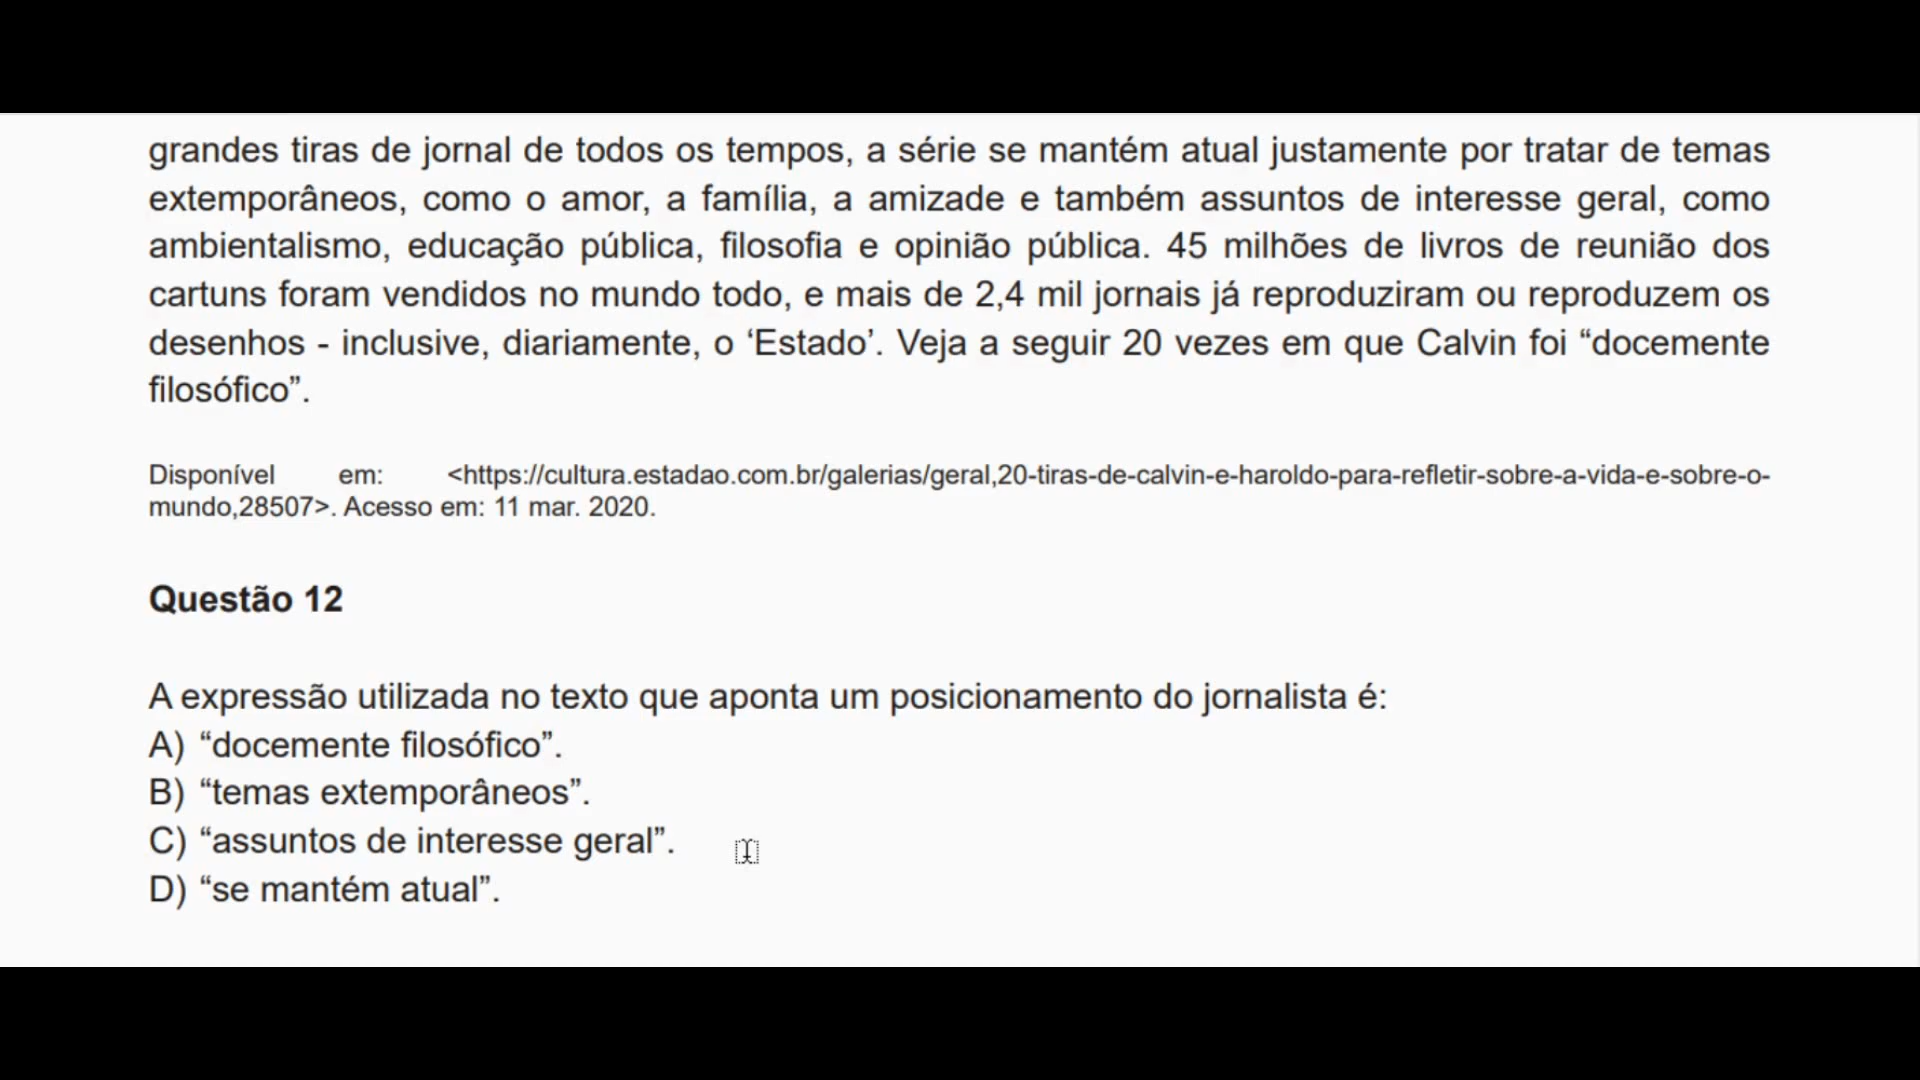 grandes tiras de jornal de todos os tempos, a série se mantém atual justamente por tratar de temas
extemporâneos, como o amor, a família, a amizade e também assuntos de interesse geral, como
ambientalismo, educação pública, filosofia e opinião pública. 45 milhões de livros de reunião dos
cartuns foram vendidos no mundo todo, e mais de 2,4 mil jornais já reproduziram ou reproduzem os
desenhos - inclusive, diariamente, o ‘Estado’. Veja a seguir 20 vezes em que Calvin foi “docemente
filosófico”.
Disponível em: <https://cultura.estadao.com.br/galerias/geral,20-tiras-de-calvin-e-haroldo-para-refletir-sobre-a-vida-e-sobre-o-
mundo,28507>. Acesso em: 11 mar. 2020.
Questão 12
A expressão utilizada no texto que aponta um posicionamento do jornalista é:
A) “docemente filosófico”.
B) “temas extemporâneos”.
C) “assuntos de interesse geral”.
D) “se mantém atual”.